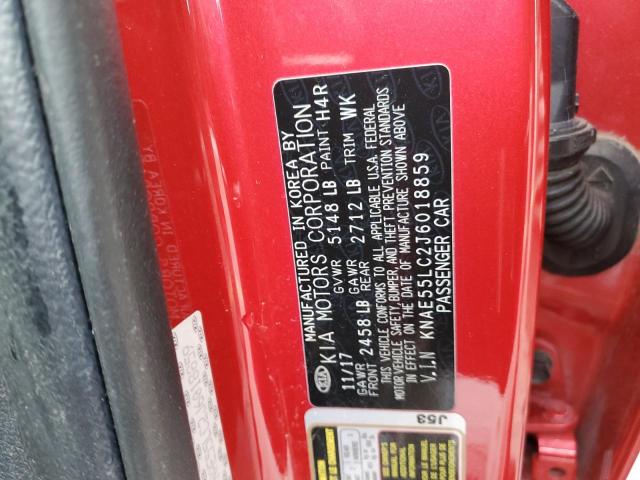 MANUFACTURED IN KOREA BY
KIA MOTORS CORPORATION
11/17 GVWR 5148 LB PAINT H4R
GAWR FRONT 2458 LB GAWR REAR 2712 LB TRIM WK
THIS VEHICLE CONFORMS TO ALL APPLICABLE U.S.A. FEDERAL
MOTOR VEHICLE SAFETY, BUMPER, AND THEFT PREVENTION STANDARDS
IN EFFECT ON THE DATE OF MANUFACTURE SHOWN ABOVE
V.I.N KNAE55LC2J6018859
PASSENGER CAR
J53